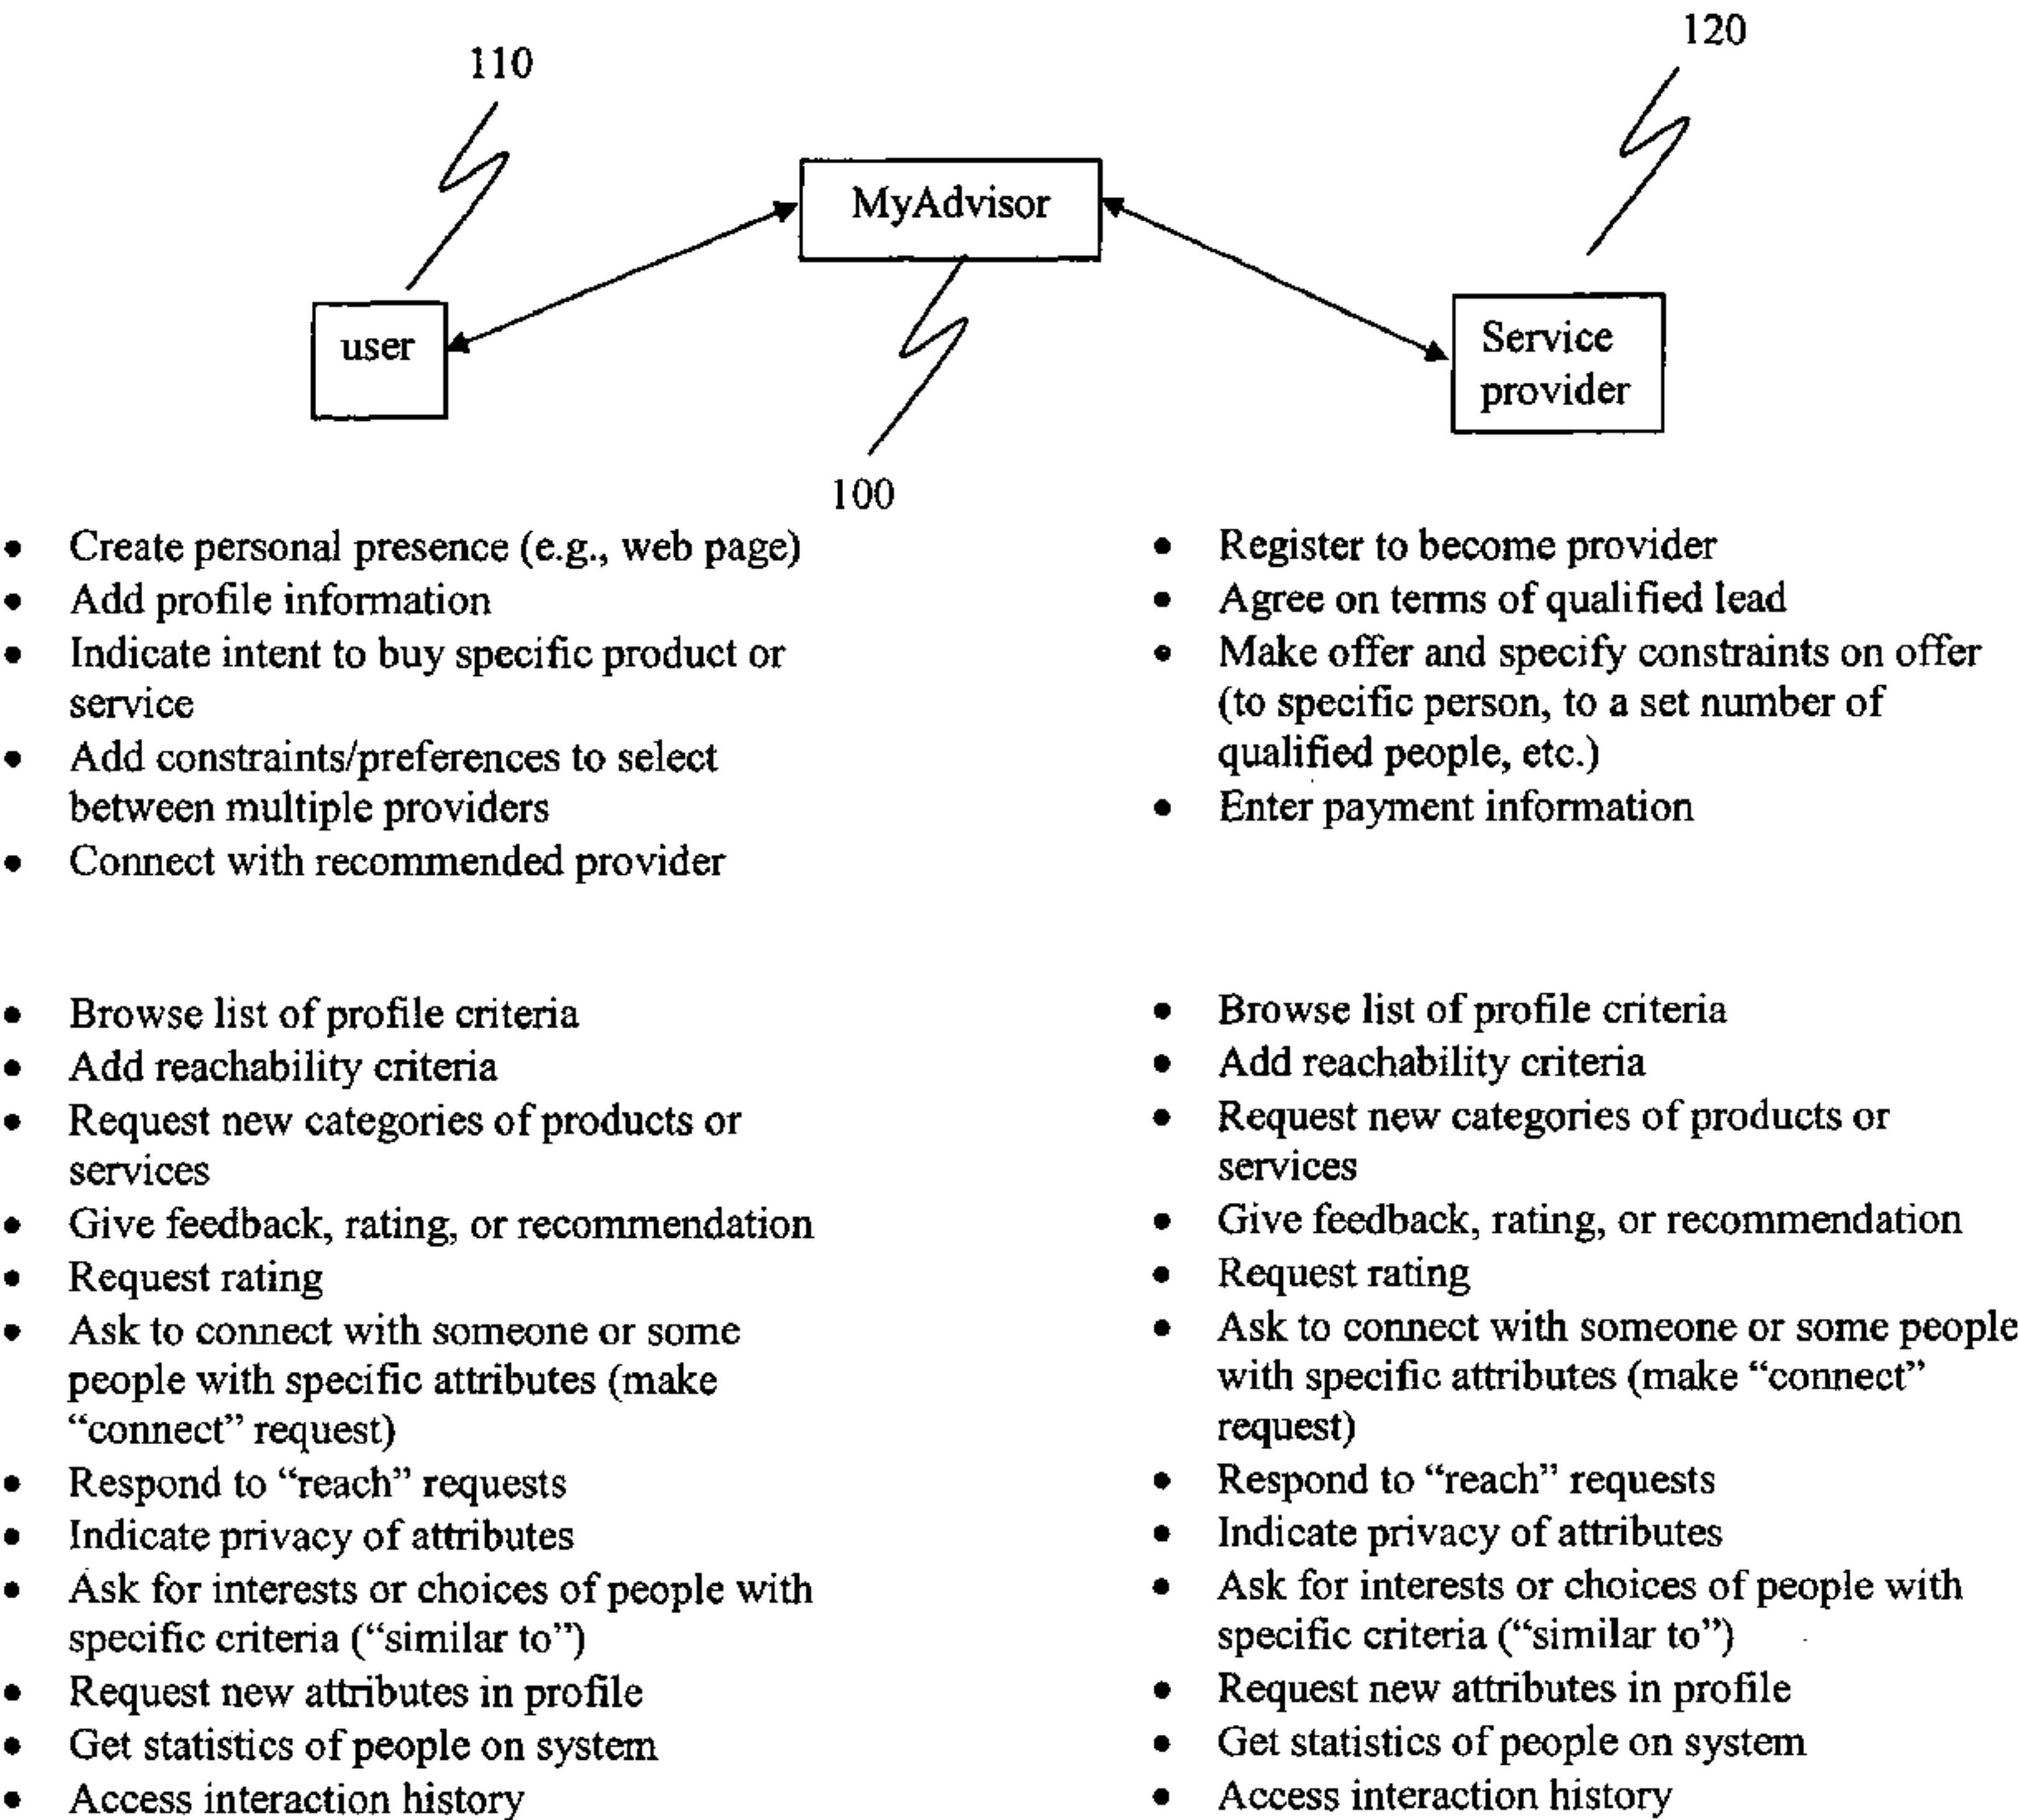 110
120
MyAdvisor
user
Service
provider
100
• Create personal presence (e.g., web page)
• Add profile information
• Indicate intent to buy specific product or
service
• Add constraints/preferences to select
between multiple providers
• Connect with recommended provider
• Register to become provider
• Agree on terms of qualified lead
• Make offer and specify constraints on offer
(to specific person, to a set number of
qualified people, etc.)
• Enter payment information
• Browse list of profile criteria
• Add reachability criteria
• Request new categories of products or
services
• Give feedback, rating, or recommendation
• Request rating
• Ask to connect with someone or some
people with specific attributes (make
“connect” request)
• Respond to “reach” requests
• Indicate privacy of attributes
• Ask for interests or choices of people with
specific criteria (“similar to”)
• Request new attributes in profile
• Get statistics of people on system
• Access interaction history
• Browse list of profile criteria
• Add reachability criteria
• Request new categories of products or
services
• Give feedback, rating, or recommendation
• Request rating
• Ask to connect with someone or some people
with specific attributes (make “connect”
request)
• Respond to “reach” requests
• Indicate privacy of attributes
• Ask for interests or choices of people with
specific criteria (“similar to”)
• Request new attributes in profile
• Get statistics of people on system
• Access interaction history